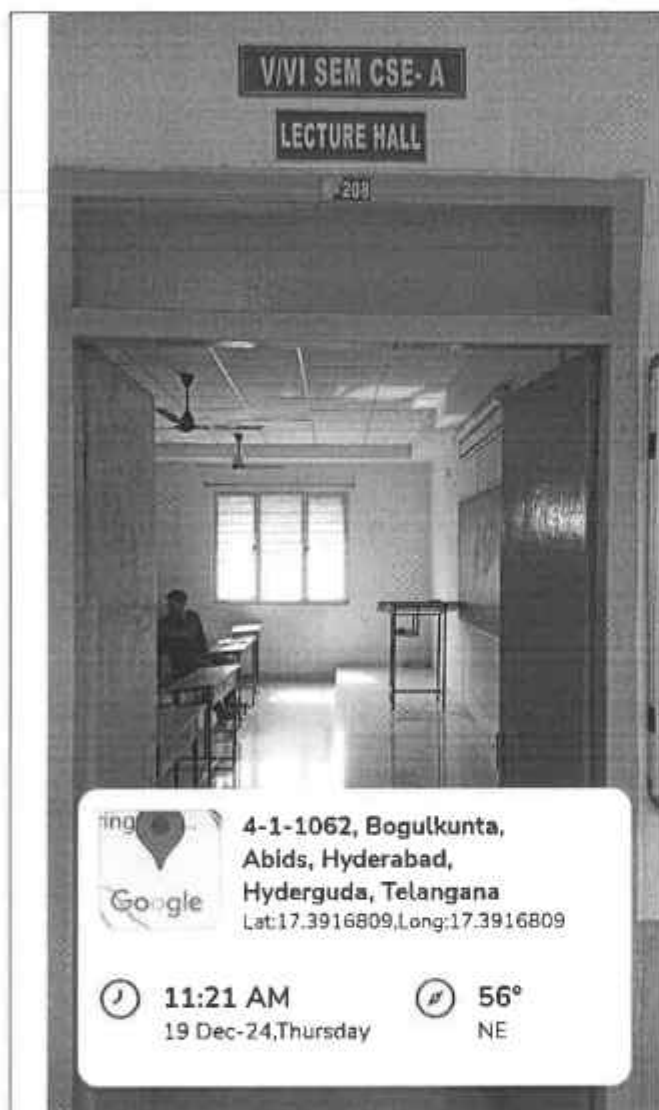 V/VI SEM CSE- A
LECTURE HALL
208
ring
Google
4-1-1062, Bogulkunta,
Abids, Hyderabad,
Hyderguda, Telangana
Lat:17.3916809,Long:17.3916809
11:21 AM
19 Dec-24,Thursday
56°
NE